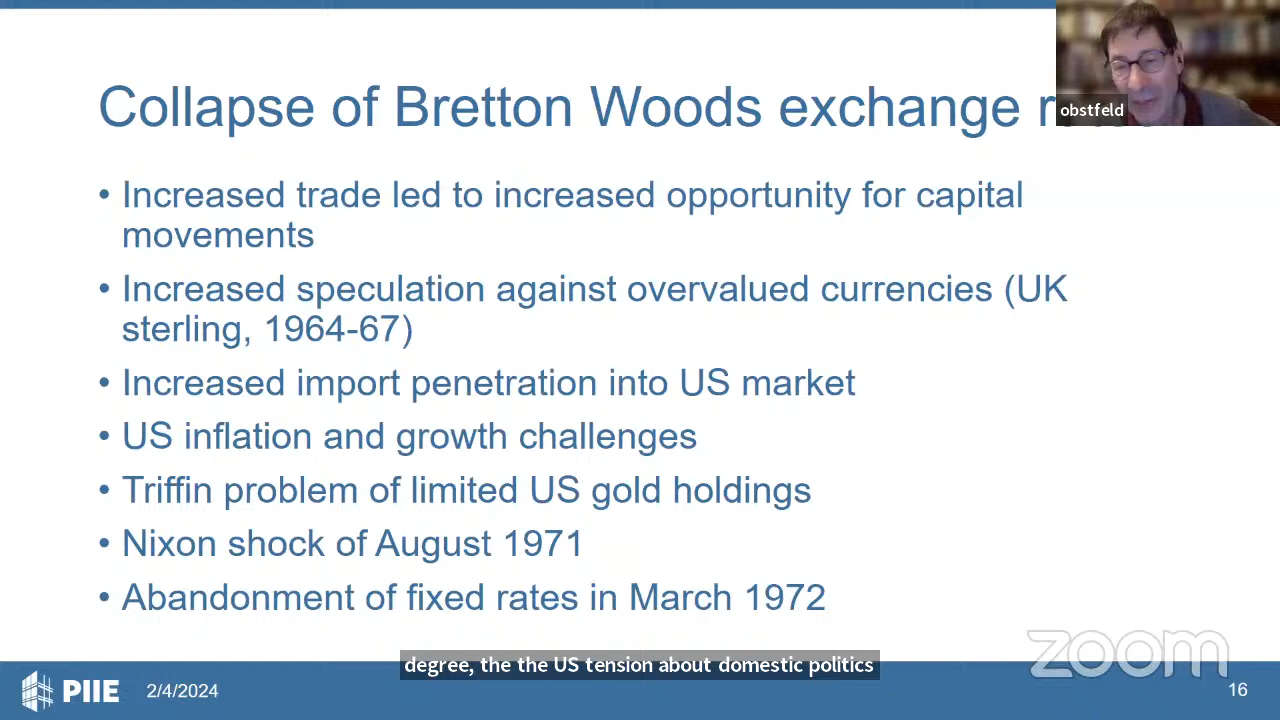 Collapse of Bretton Woods exchange
obstfeld
• Increased trade led to increased opportunity for capital
movements
• Increased speculation against overvalued currencies (UK
sterling, 1964-67)
• Increased import penetration into US market
• US inflation and growth challenges
• Triffin problem of limited US gold holdings
• Nixon shock of August 1971
• Abandonment of fixed rates in March 1972
zoom
degree, the the US tension about domestic politics
PIIE 2/4/2024
16